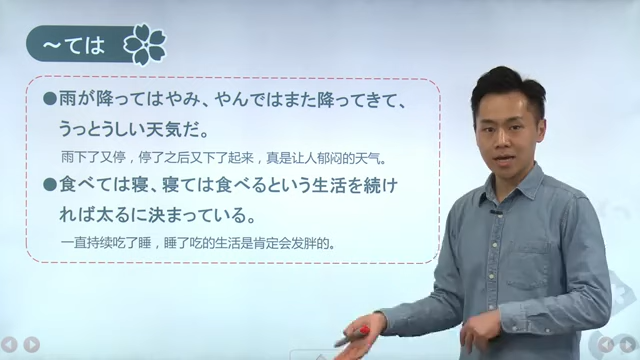 ～ては
●雨が降ってはやみ、やんではまた降ってきて、
うっとうしい天気だ。
雨下了又停，停了之后又下了起来，真是让人郁闷的天气。
●食べては寝、寝ては食べるという生活を続け
れば太るに決まっている。
一直持续吃了睡，睡了吃的生活是肯定会发胖的。